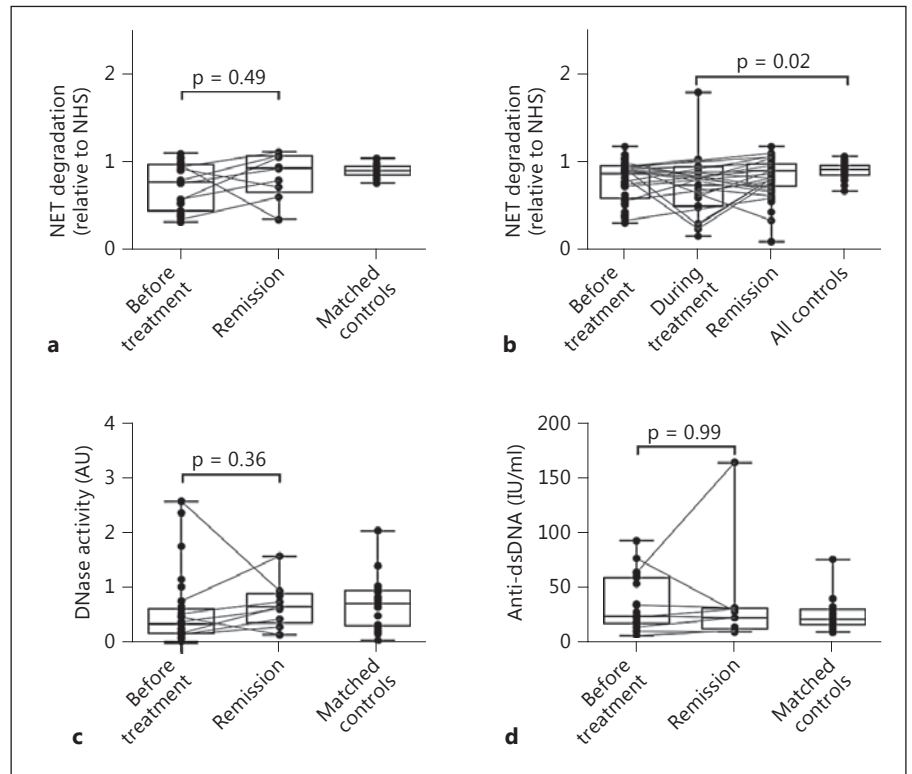 NET degradation
(relative to NHS)
2
1
0
p = 0.49
Before
treatment
Remission
Matched
controls
a
NET degradation
(relative to NHS)
2
1
0
p = 0.02
Before
treatment
During
treatment
Remission
All controls
b
DNase activity (AU)
4
3
2
1
0
p = 0.36
Before
treatment
Remission
Matched
controls
c
Anti-dsDNA (IU/ml)
200
150
100
50
0
p = 0.99
Before
treatment
Remission
Matched
controls
d